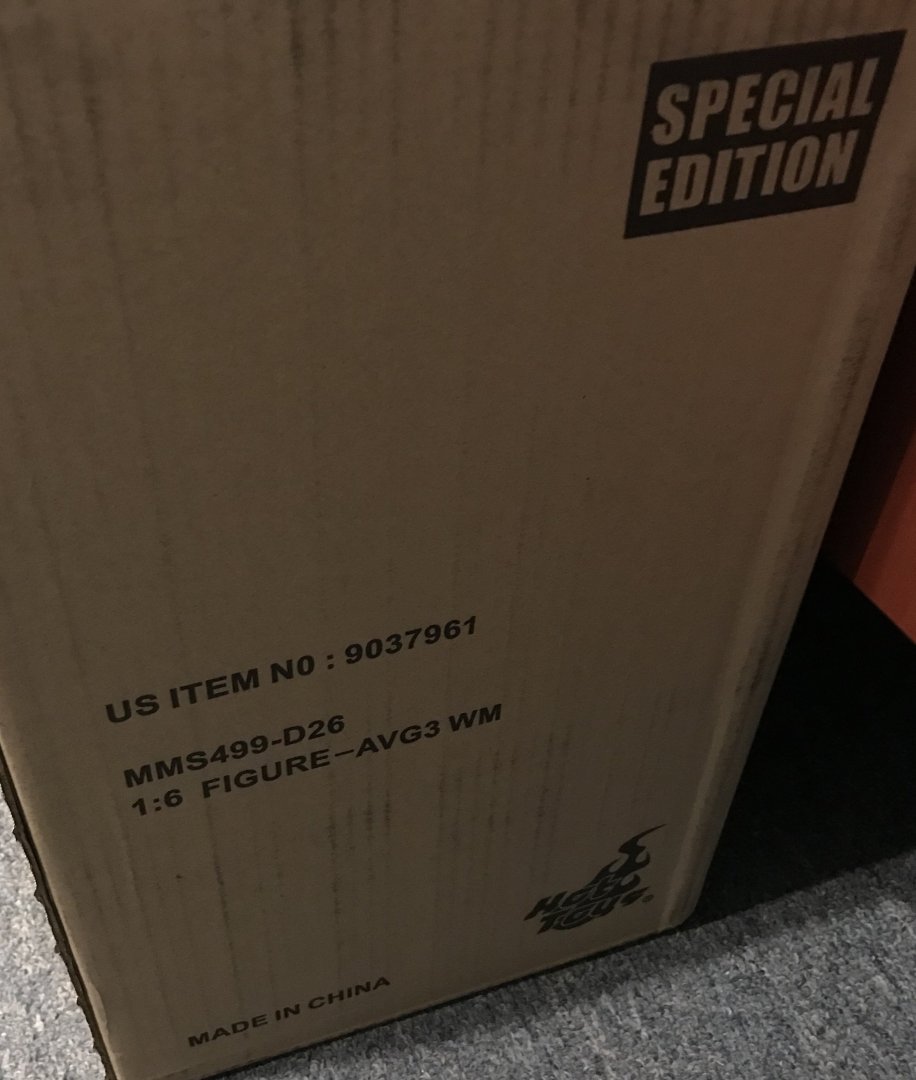 SPECIAL
EDITION
US ITEM N0 : 9037961
MMS499-D26
1:6 FIGURE–AVG3 WM
Hot
Toys
MADE IN CHINA